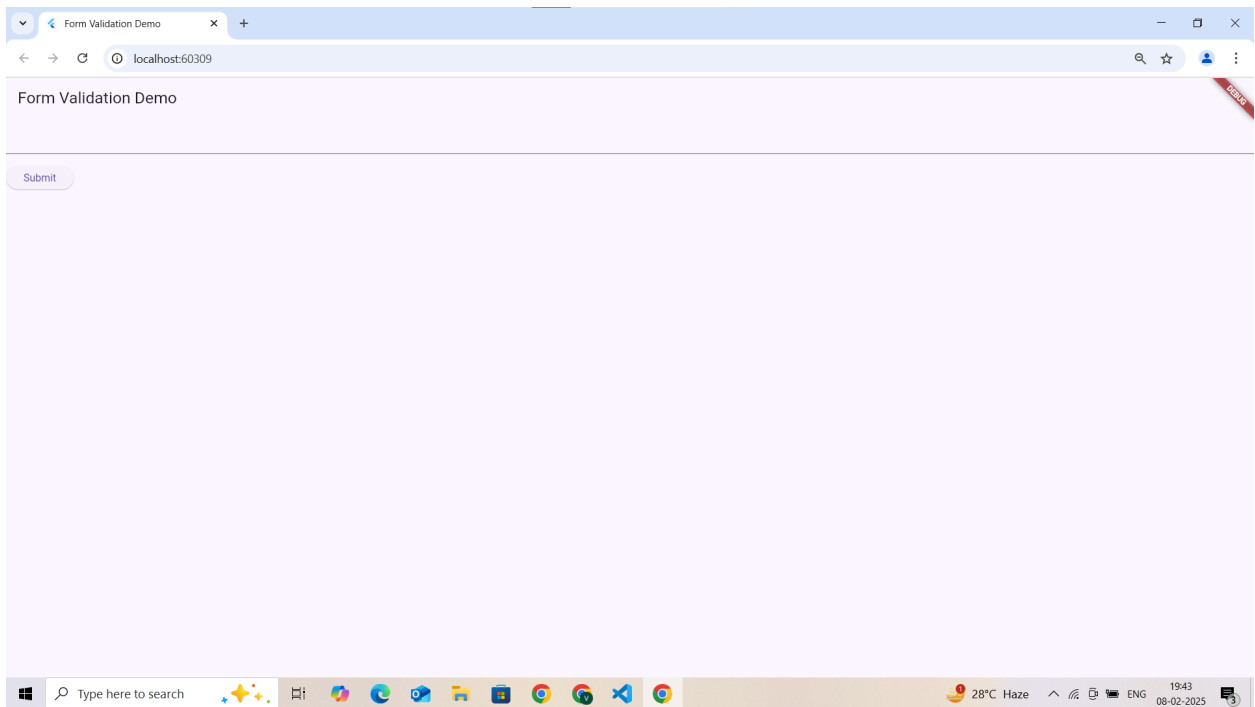 Form Validation Demo
localhost:60309
Form Validation Demo
DEBUG
Submit
Type here to search
1
28°C Haze
ENG
19:43
08-02-2025
3